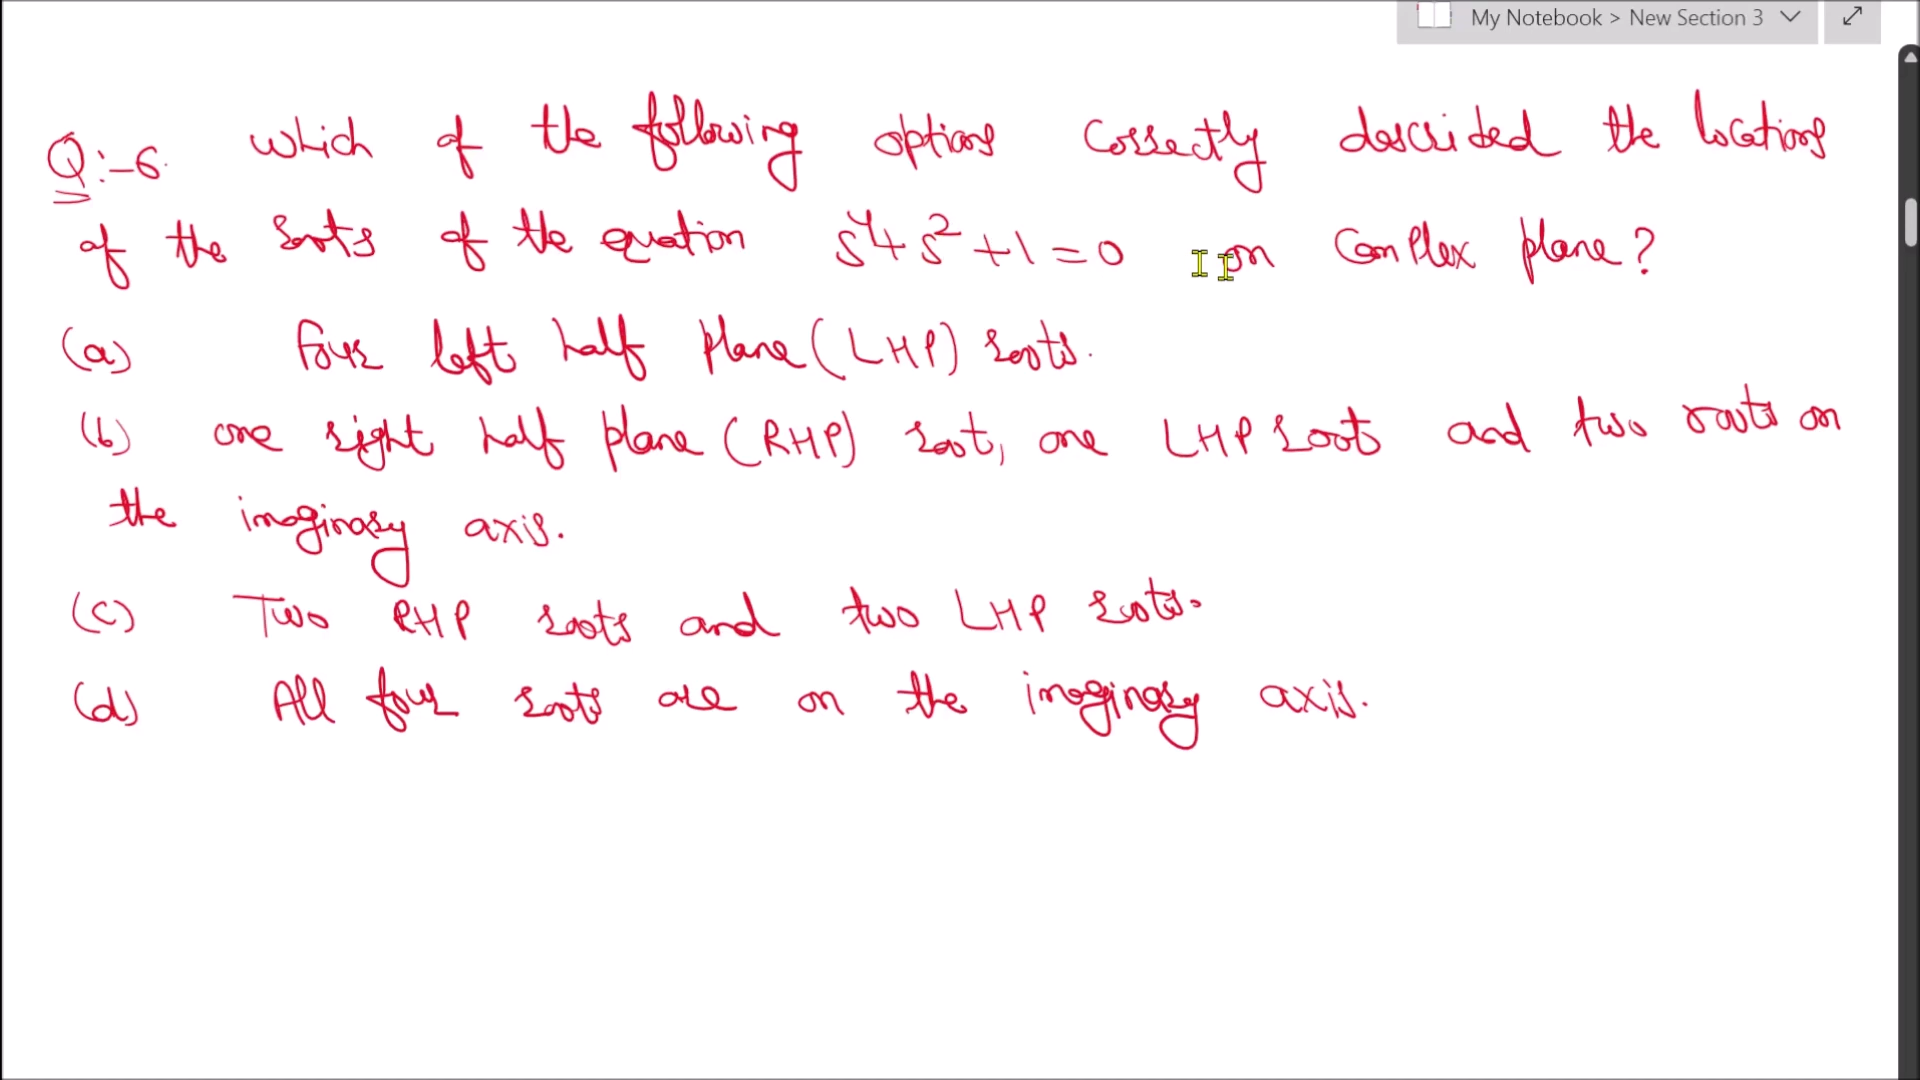 My Notebook > New Section 3
Q:-6. Which of the following options correctly descrided the locations
of the roots of the equation s⁴+s²+1=0 on complex plane?
(a) Four left half plane (LHP) roots.
(b) one right half plane (RHP) root, one LHP root and two roots on
the imaginary axis.
(c) Two RHP roots and two LHP roots.
(d) All four roots are on the imaginary axis.